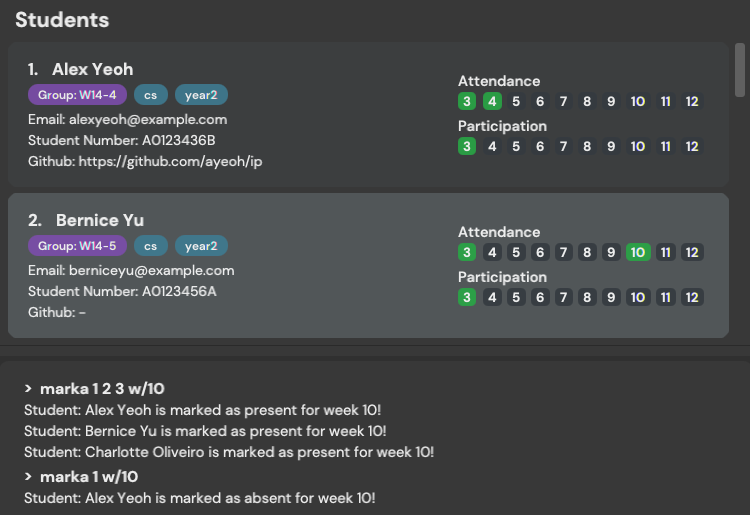 Students
1. Alex Yeoh
Group: W14-4 cs year2
Email: alexyeoh@example.com
Student Number: A0123436B
Github: https://github.com/ayeoh/ip
Attendance
3 4 5 6 7 8 9 10 11 12
Participation
3 4 5 6 7 8 9 10 11 12
2. Bernice Yu
Group: W14-5 cs year2
Email: berniceyu@example.com
Student Number: A0123456A
Github: -
Attendance
3 4 5 6 7 8 9 10 11 12
Participation
3 4 5 6 7 8 9 10 11 12
> marka 1 2 3 w/10
Student: Alex Yeoh is marked as present for week 10!
Student: Bernice Yu is marked as present for week 10!
Student: Charlotte Oliveiro is marked as present for week 10!
> marka 1 w/10
Student: Alex Yeoh is marked as absent for week 10!